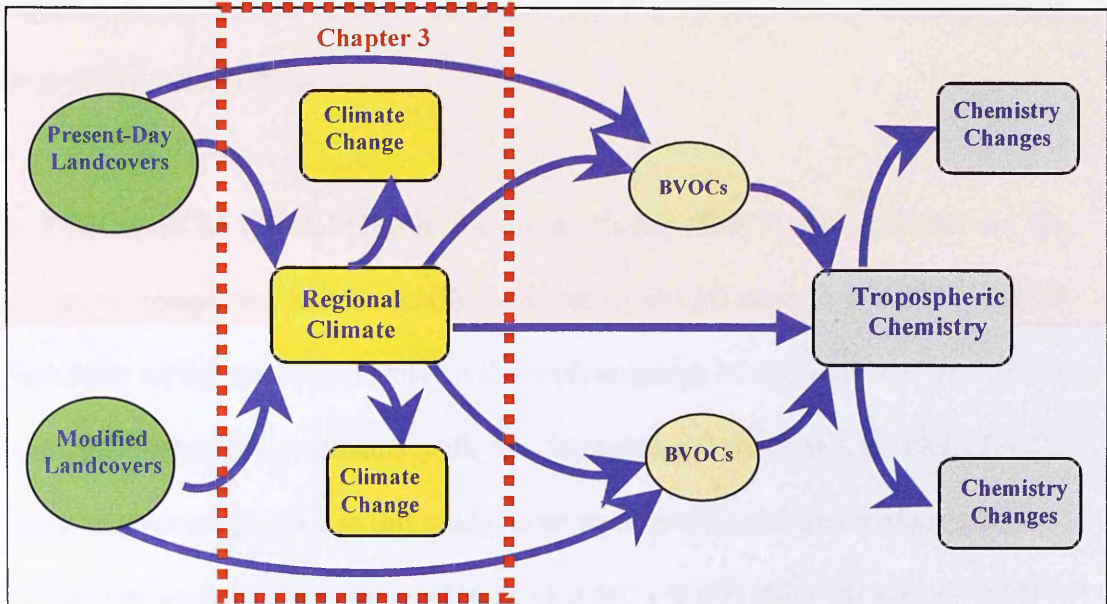 Chapter 3
Present-Day
Landcovers
Climate
Change
BVOCs
Chemistry
Changes
Regional
Climate
Tropospheric
Chemistry
Modified
Landcovers
Climate
Change
BVOCs
Chemistry
Changes